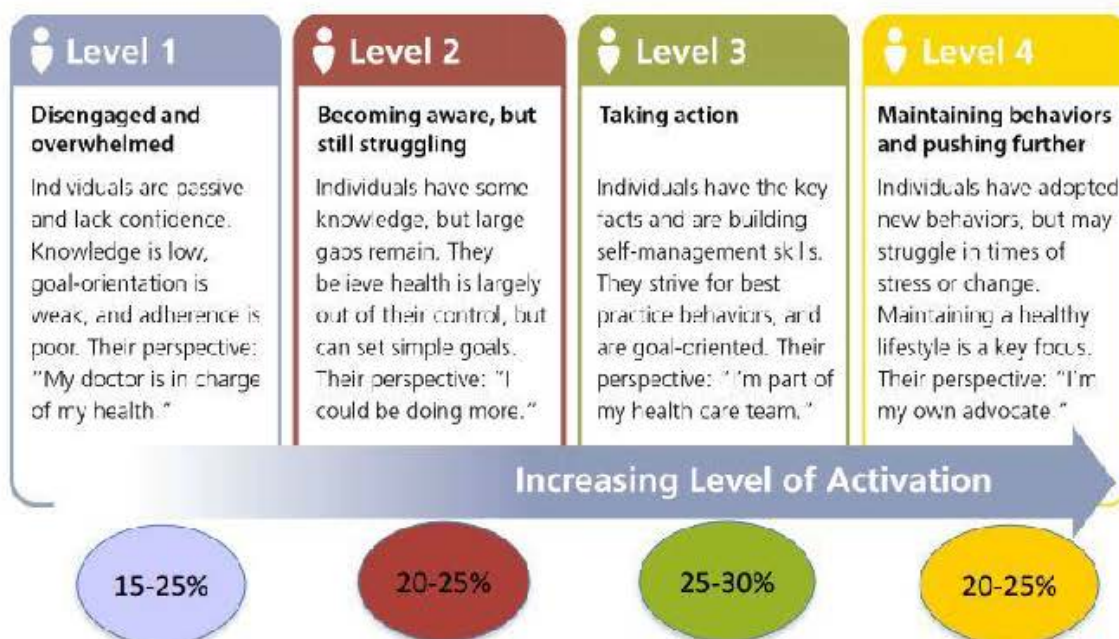 Level 1
Disengaged and
overwhelmed
Individuals are passive
and lack confidence.
Knowledge is low,
goal-orientation is
weak, and adherence is
poor. Their perspective:
"My doctor is in charge
of my health."
Level 2
Becoming aware, but
still struggling
Individuals have some
knowledge, but large
gaps remain. They
believe health is largely
out of their control, but
can set simple goals.
Their perspective: "I
could be doing more."
Level 3
Taking action
Individuals have the key
facts and are building
self-management skills.
They strive for best
practice behaviors, and
are goal-oriented. Their
perspective: "I'm part of
my health care team."
Level 4
Maintaining behaviors
and pushing further
Individuals have adopted
new behaviors, but may
struggle in times of
stress or change.
Maintaining a healthy
lifestyle is a key focus.
Their perspective: "I'm
my own advocate."
Increasing Level of Activation
15-25%
20-25%
25-30%
20-25%